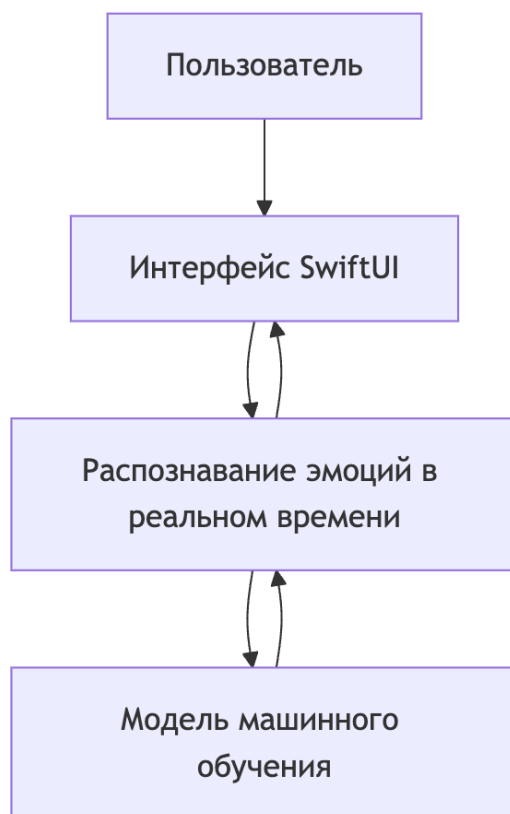 Пользователь
Интерфейс SwiftUI
Распознавание эмоций в
реальном времени
Модель машинного
обучения